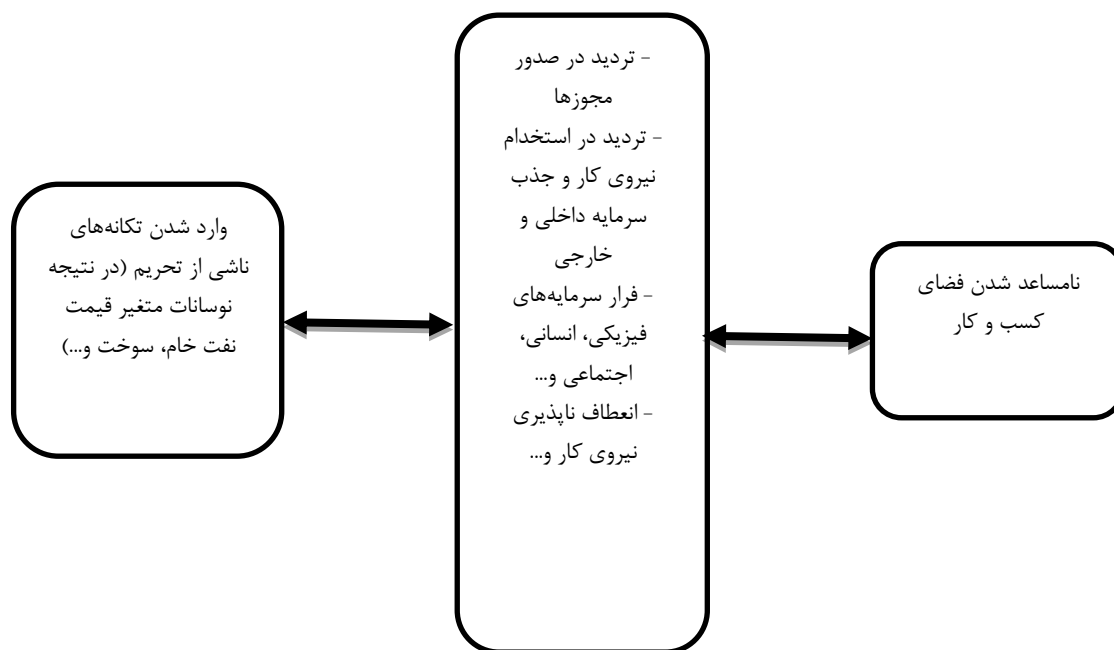 نامساعد شدن فضای
کسب و کار
- تردید در صدور
مجوزها
- تردید در استخدام
نیروی کار و جذب
سرمایه داخلی و
خارجی
- فرار سرمایه‌های
فیزیکی، انسانی،
اجتماعی و...
- انعطاف ناپذیری
نیروی کار و...
وارد شدن تکانه‌های
ناشی از تحریم (در نتیجه
نوسانات متغیر قیمت
نفت خام، سوخت و...)